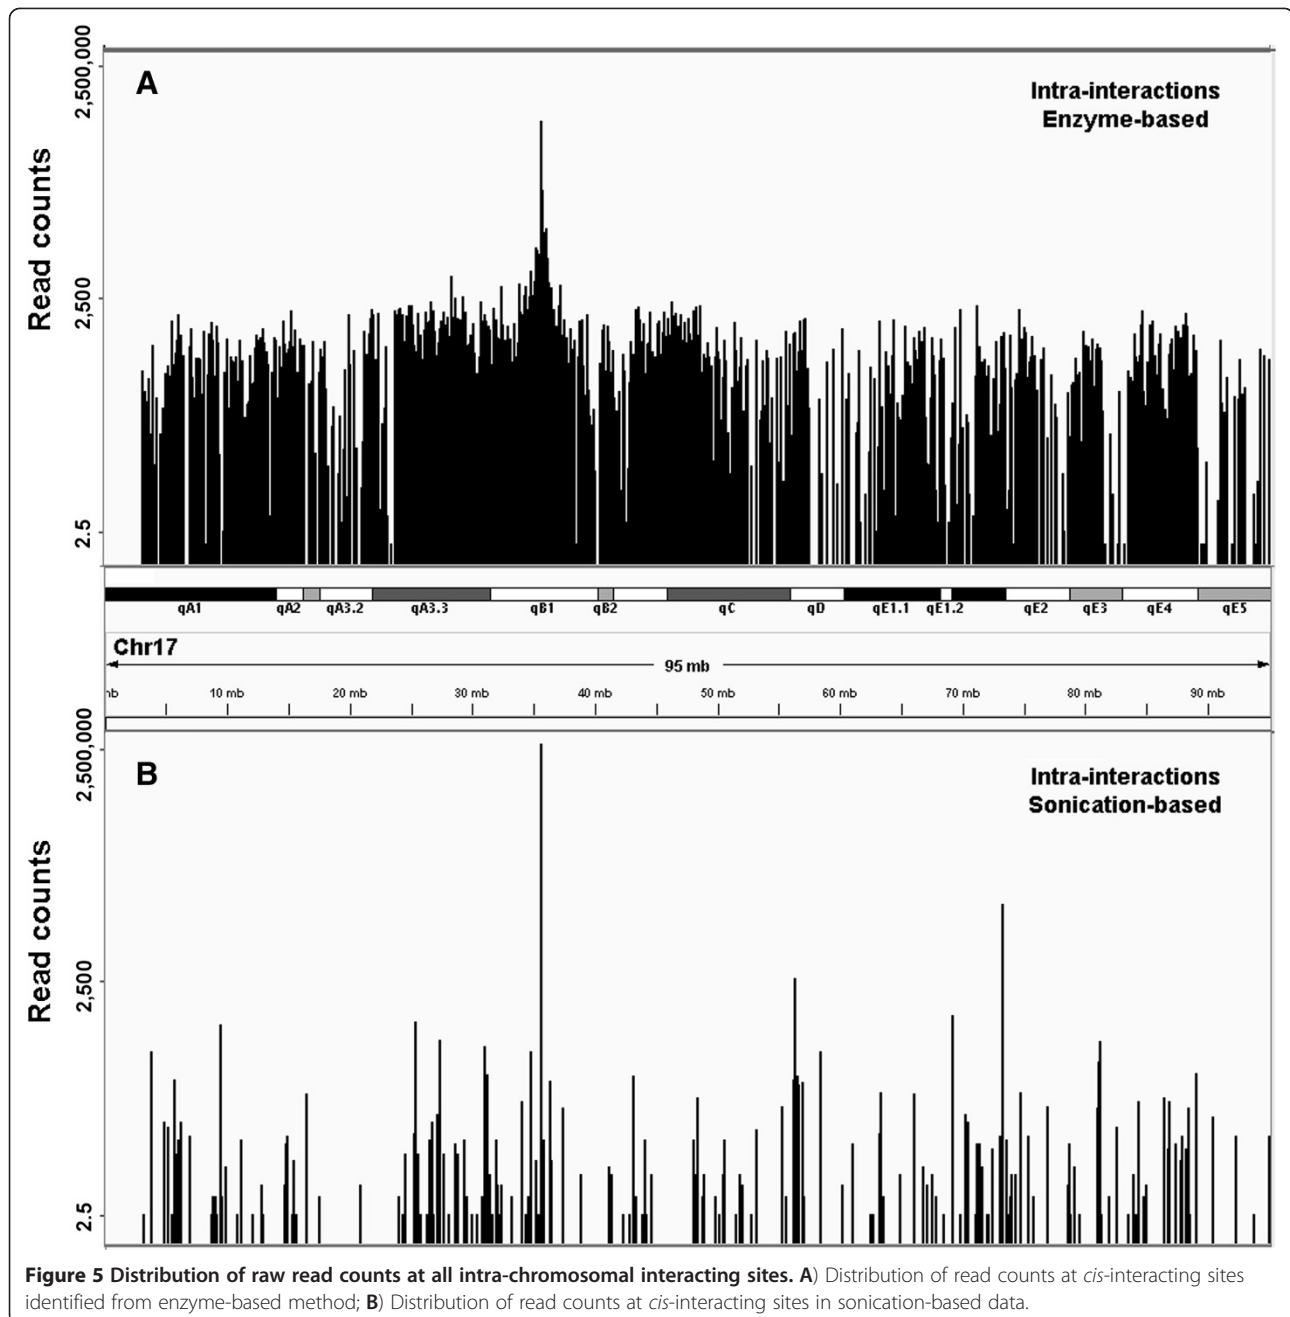 A
Intra-interactions
Enzyme-based
Read counts
2,500,000
2,500
2.5
qA1 qA2 qA3.2 qA3.3 qB1 qB2 qC qD qE1.1 qE1.2 qE2 qE3 qE4 qE5
Chr17
95 mb
10 mb 20 mb 30 mb 40 mb 50 mb 60 mb 70 mb 80 mb 90 mb
B
Intra-interactions
Sonication-based
Read counts
2,500,000
2,500
2.5
Figure 5 Distribution of raw read counts at all intra-chromosomal interacting sites. A) Distribution of read counts at cis-interacting sites
identified from enzyme-based method; B) Distribution of read counts at cis-interacting sites in sonication-based data.